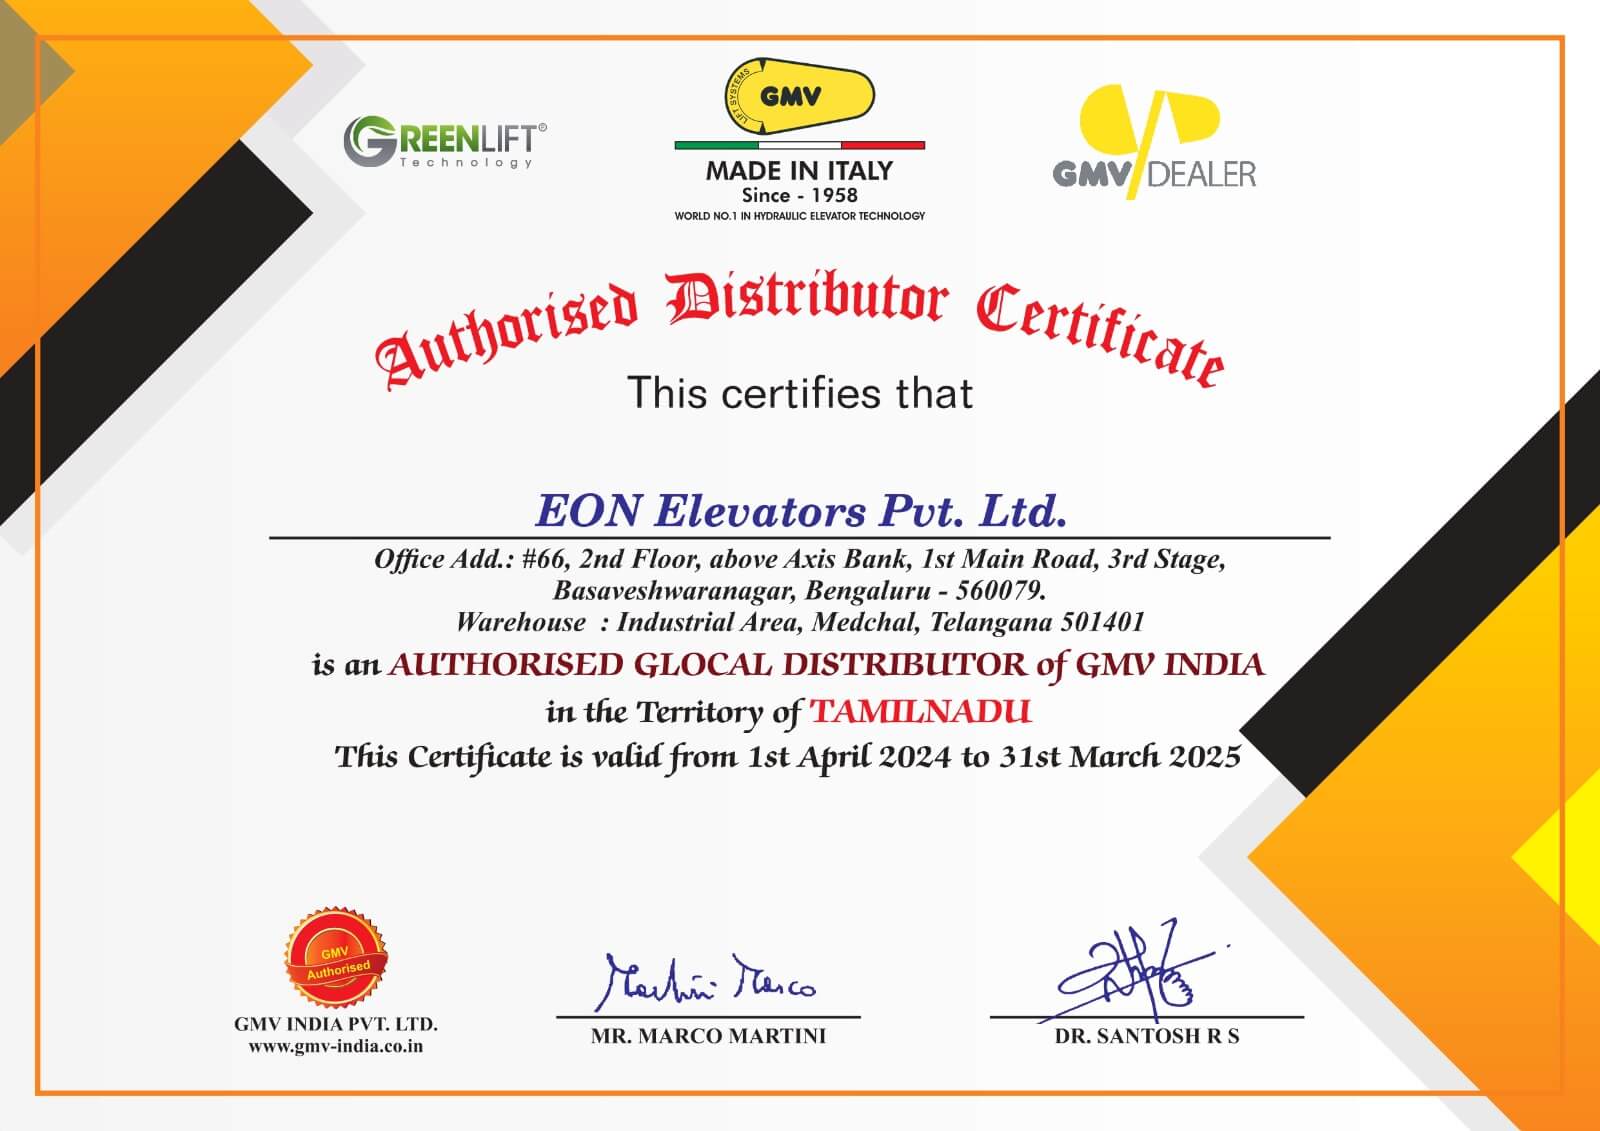 GREENLIFT®
Technology
LIFT SYSTEMS
GMV
MADE IN ITALY
Since - 1958
WORLD NO.1 IN HYDRAULIC ELEVATOR TECHNOLOGY
GMV DEALER
Authorised Distributor Certificate
This certifies that
EON Elevators Pvt. Ltd.
Office Add.: #66, 2nd Floor, above Axis Bank, 1st Main Road, 3rd Stage,
Basaveshwaranagar, Bengaluru - 560079.
Warehouse : Industrial Area, Medchal, Telangana 501401
is an AUTHORISED GLOCAL DISTRIBUTOR of GMV INDIA
in the Territory of TAMILNADU
This Certificate is valid from 1st April 2024 to 31st March 2025
GMV
Authorised
GMV INDIA PVT. LTD.
www.gmv-india.co.in
Martini Marco
MR. MARCO MARTINI
DR. SANTOSH R S